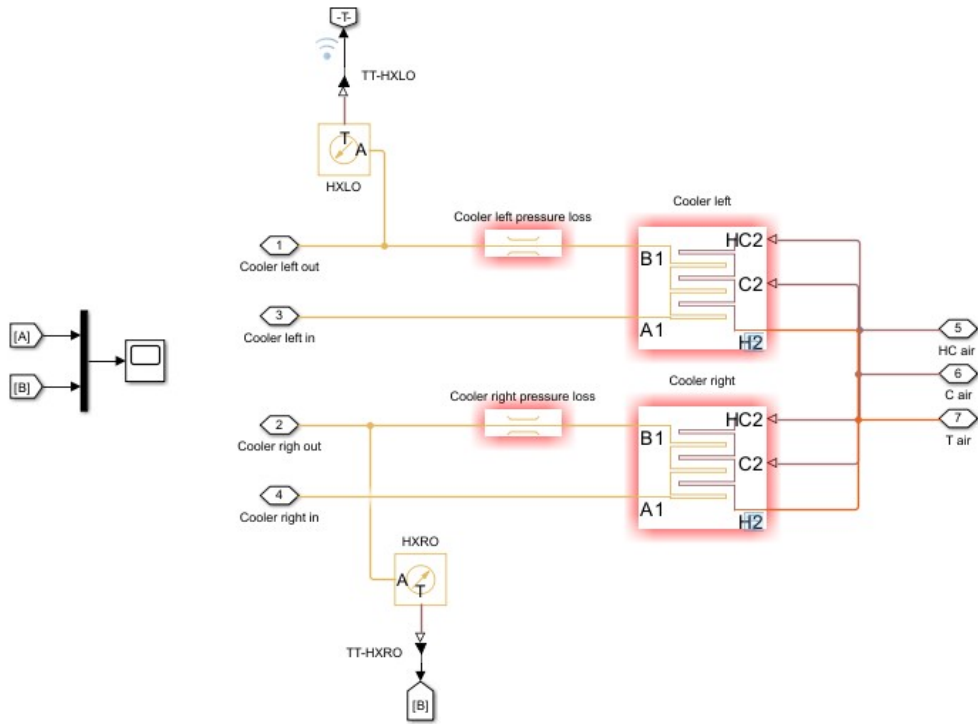 -T-
TT-HXLO
T
A
HXLO
Cooler left pressure loss
Cooler left
1
Cooler left out
B1
HC2
C2
3
Cooler left in
A1
H2
5
HC air
[A]
[B]
6
C air
Cooler right pressure loss
Cooler right
2
Cooler righ out
B1
HC2
C2
7
T air
4
Cooler right in
A1
H2
HXRO
A
T
TT-HXRO
[B]